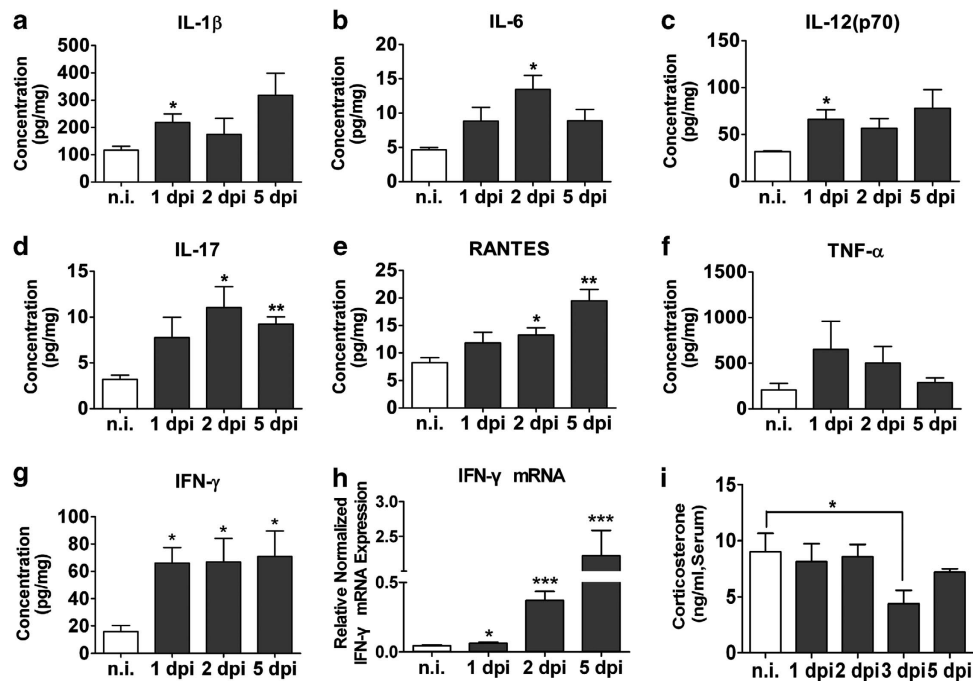 a IL-1β
Concentration
(pg/mg)
500
400
300
200
100
0
*
n.i. 1 dpi 2 dpi 5 dpi
b IL-6
Concentration
(pg/mg)
20
15
10
5
0
*
n.i. 1 dpi 2 dpi 5 dpi
c IL-12(p70)
Concentration
(pg/mg)
150
100
50
0
*
n.i. 1 dpi 2 dpi 5 dpi
d IL-17
Concentration
(pg/mg)
15
10
5
0
* **
n.i. 1 dpi 2 dpi 5 dpi
e RANTES
Concentration
(pg/mg)
25
20
15
10
5
0
* **
n.i. 1 dpi 2 dpi 5 dpi
f TNF-α
Concentration
(pg/mg)
1500
1000
500
0
n.i. 1 dpi 2 dpi 5 dpi
g IFN-γ
Concentration
(pg/mg)
100
80
60
40
20
0
* * *
n.i. 1 dpi 2 dpi 5 dpi
h IFN-γ mRNA
Relative Normalized
IFN-γ mRNA Expression
3.0
2.5
0.5
0.0
* *** ***
n.i. 1 dpi 2 dpi 5 dpi
i
Corticosterone
(ng/ml,Serum)
15
10
5
0
*
n.i. 1 dpi 2 dpi 3 dpi 5 dpi